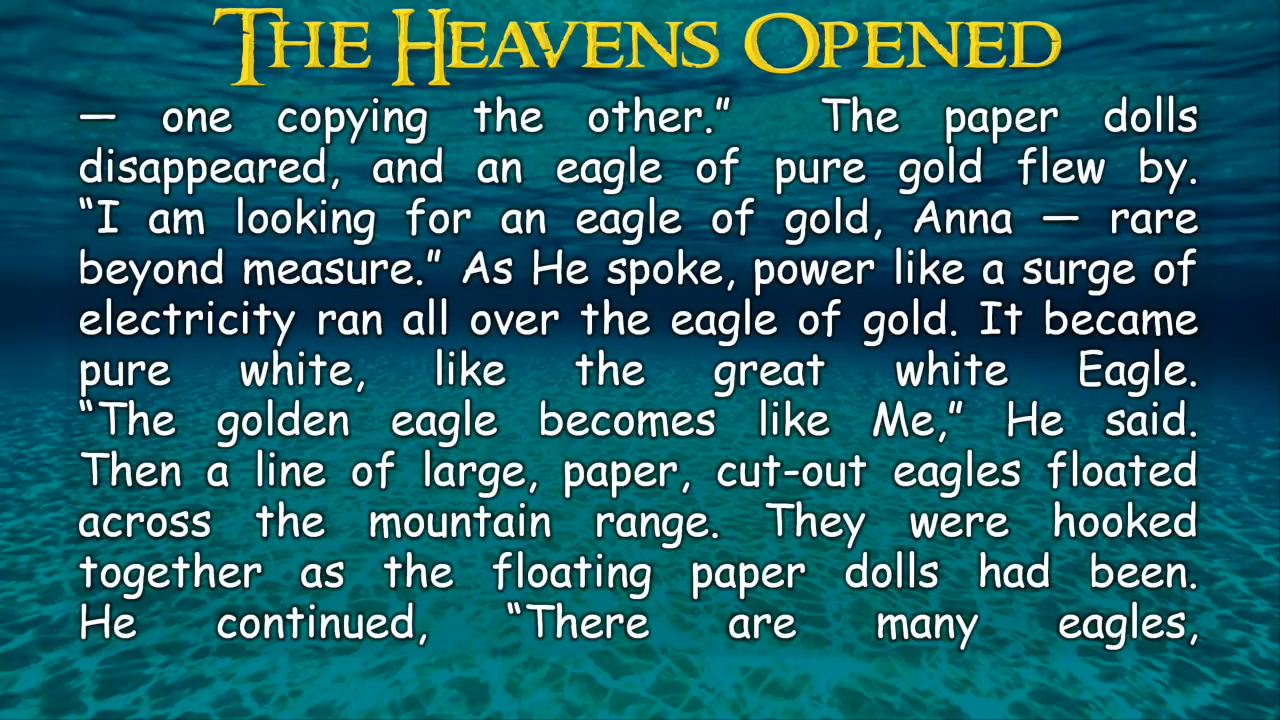 The Heavens Opened
— one copying the other.” The paper dolls
disappeared, and an eagle of pure gold flew by.
“I am looking for an eagle of gold, Anna — rare
beyond measure.” As He spoke, power like a surge of
electricity ran all over the eagle of gold. It became
pure white, like the great white Eagle.
“The golden eagle becomes like Me,” He said.
Then a line of large, paper, cut-out eagles floated
across the mountain range. They were hooked
together as the floating paper dolls had been.
He continued, “There are many eagles,